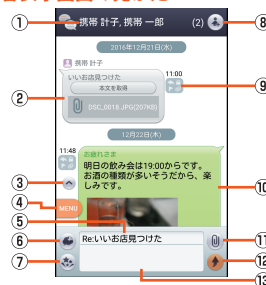 ① 携帯 計子, 携帯 一郎 (2) ⑧
2016年12月21日(水)
携帯 計子
いいお店見つけた
11:00
本文を取得
② DSC_0018.JPG(207KB) ⑨
12月22日(木)
11:48
お疲れさま
明日の飲み会は19:00からです。
お酒の種類が多いそうだから、楽
しみです。
③
⑩
④ MENU
⑤
⑥ Re:いいお店見つけた ⑪
⑦ ⑫
⑬